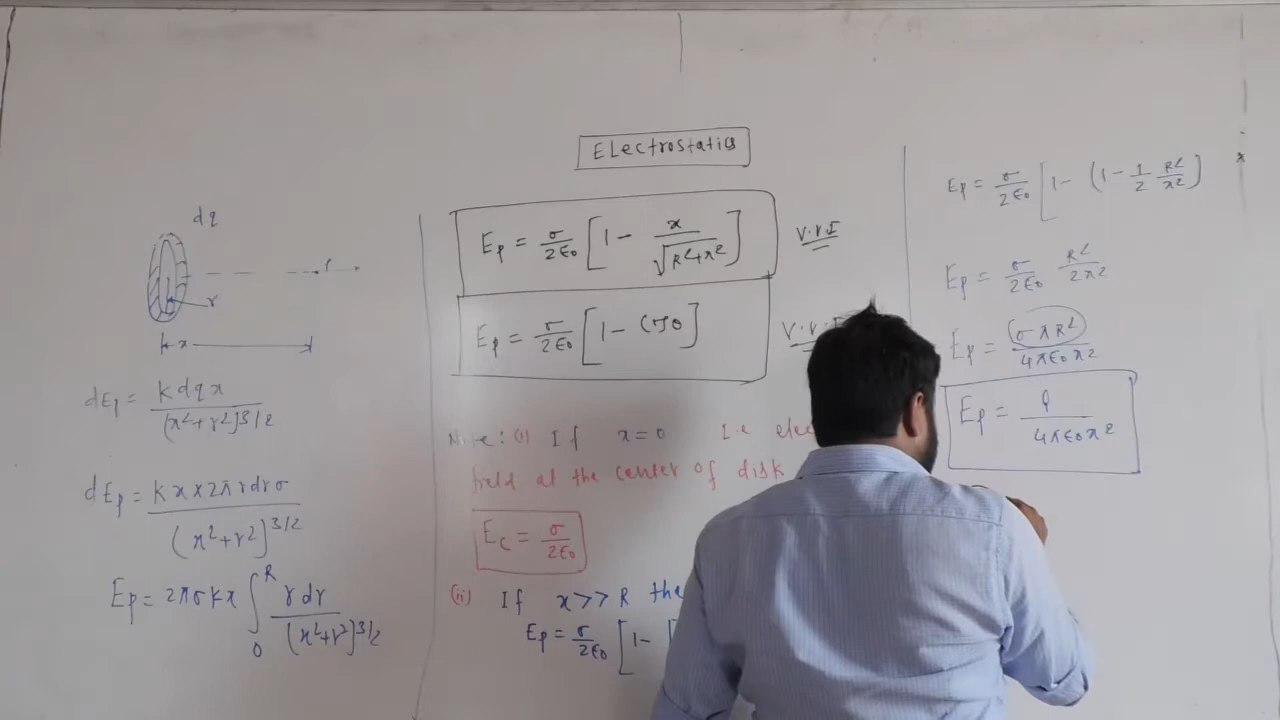 ELectrostatics
dq
r
x
dEp = K dq x / (x²+r²)3/2
dEp = K x × 2π r dr σ / (x²+r²)3/2
Ep = 2πσKx ∫₀ᴿ r dr / (x²+r²)3/2
Ep = σ/2ε₀ [1 - x/√R²+x²]
V.V.I
Ep = σ/2ε₀ [1 - cosθ]
V.V.I
Note: (i) If x=0 I.e
field at the center of disk
Ec = σ/2ε₀
(ii) If x>>R
Ep = σ/2ε₀ [1-
Ep = σ/2ε₀ [1- (1- 1/2 R²/x²)
Ep = σ/2ε₀ R²/2x²
Ep = σπR²/4πε₀x²
Ep = q/4πε₀x²